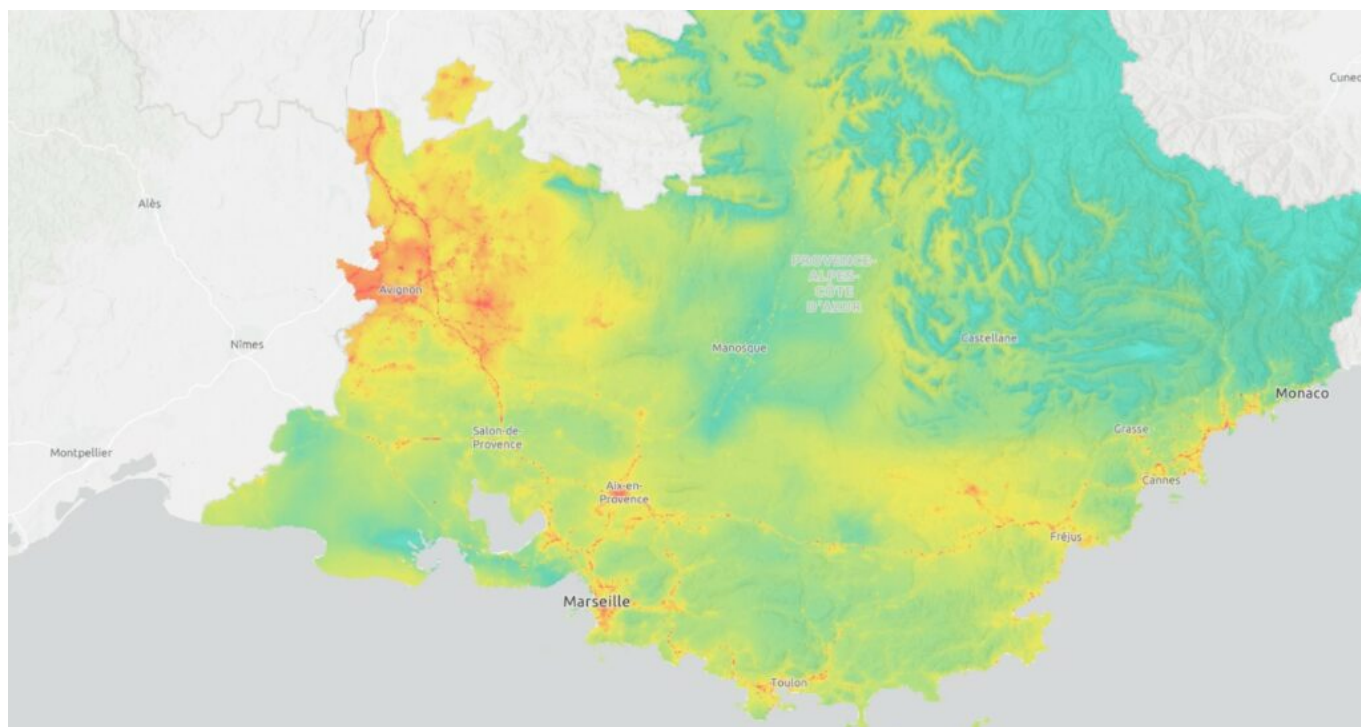 Cuneo
Alès
PROVENCE-
ALPES-
CÔTE
D'AZUR
Avignon
Castellane
Nîmes
Manosque
Monaco
Salon-de-
Provence
Grasse
Montpellier
Cannes
Aix-en-
Provence
Fréjus
Marseille
Toulon